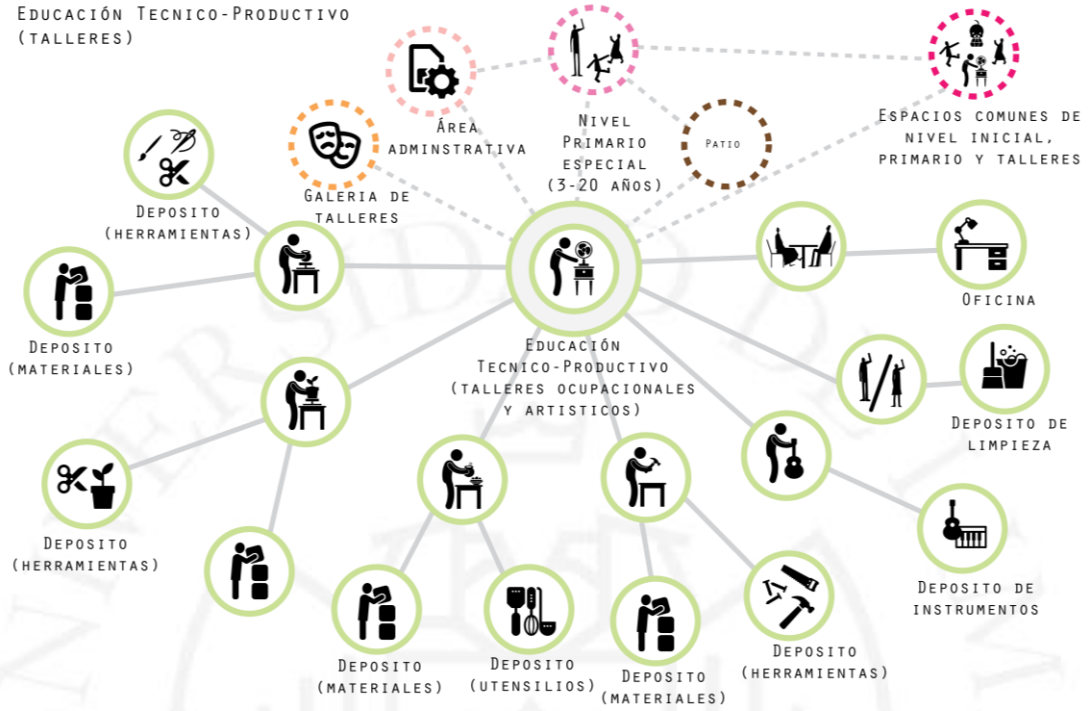 EDUCACIÓN TECNICO-PRODUCTIVO
(TALLERES)
ÁREA
ADMINSTRATIVA
NIVEL
PRIMARIO
ESPECIAL
(3-20 AÑOS)
PATIO
ESPACIOS COMUNES DE
NIVEL INICIAL,
PRIMARIO Y TALLERES
GALERIA DE
TALLERES
DEPOSITO
(HERRAMIENTAS)
DEPOSITO
(MATERIALES)
OFICINA
EDUCACIÓN
TECNICO-PRODUCTIVO
(TALLERES OCUPACIONALES
Y ARTISTICOS)
DEPOSITO DE
LIMPIEZA
DEPOSITO
(HERRAMIENTAS)
DEPOSITO DE
INSTRUMENTOS
DEPOSITO
(MATERIALES)
DEPOSITO
(UTENSILIOS)
DEPOSITO
(MATERIALES)
DEPOSITO
(HERRAMIENTAS)